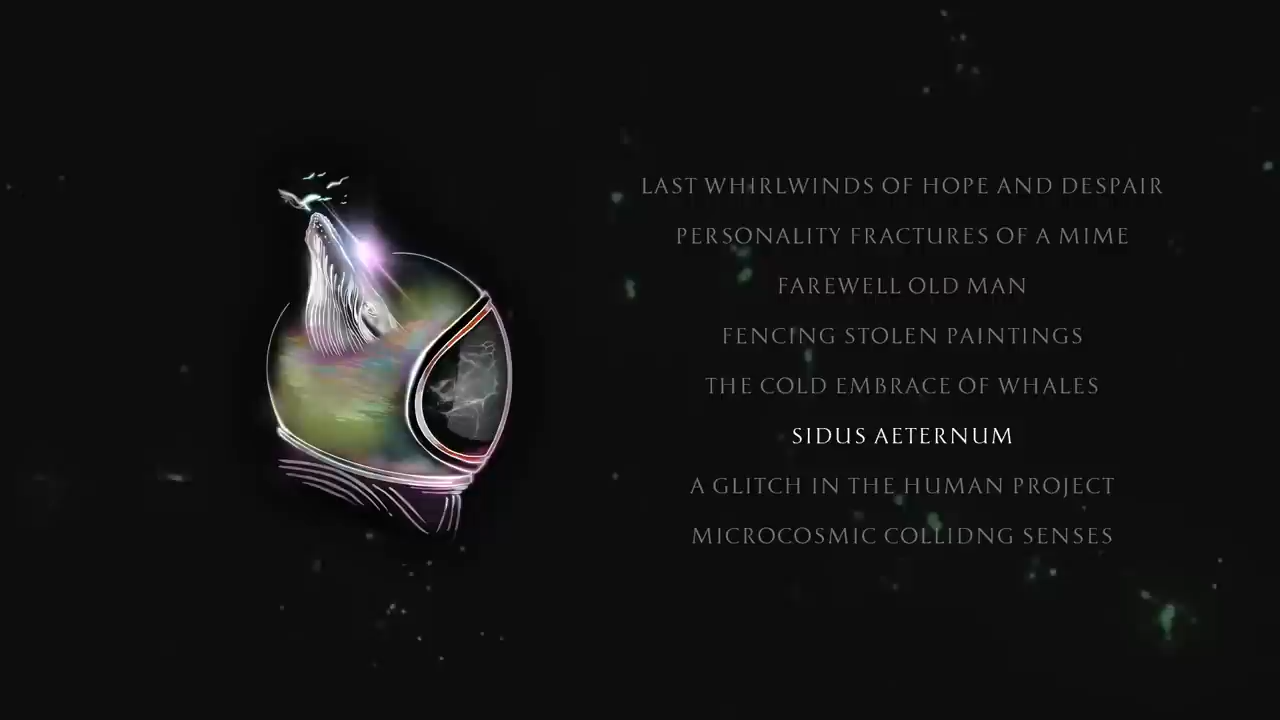 LAST WHIRLWINDS OF HOPE AND DESPAIR
PERSONALITY FRACTURES OF A MIME
FAREWELL OLD MAN
FENCING STOLEN PAINTINGS
THE COLD EMBRACE OF WHALES
SIDUS AETERNUM
A GLITCH IN THE HUMAN PROJECT
MICROCOSMIC COLLIDNG SENSES